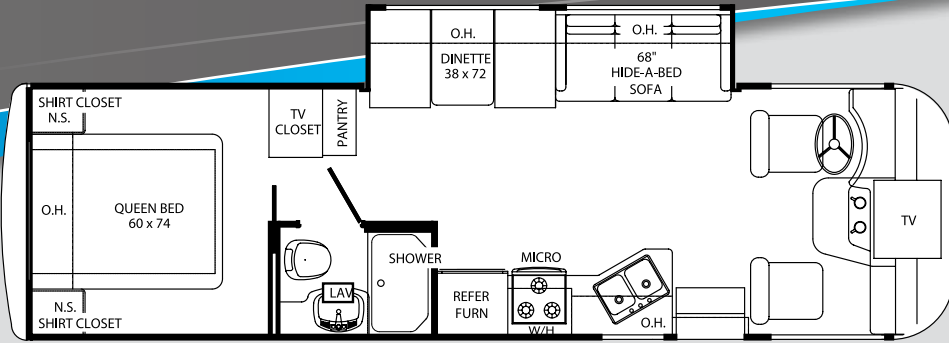 O.H.
DINETTE
38 x 72
O.H.
68"
HIDE-A-BED
SOFA
SHIRT CLOSET
N.S.
TV
CLOSET
PANTRY
O.H.
QUEEN BED
60 x 74
TV
SHOWER
MICRO
LAV
REFER
FURN
N.S.
SHIRT CLOSET
O.H.
W/H